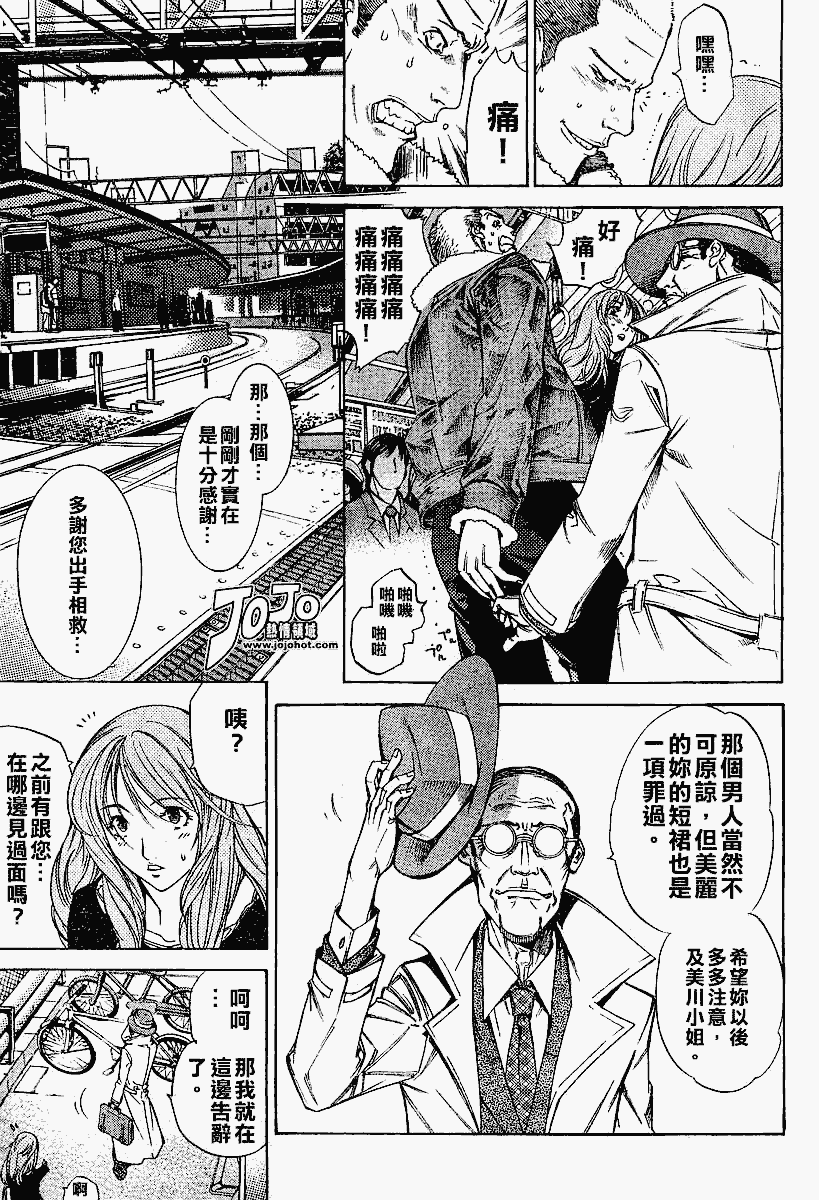 嘿嘿…
痛！
好
痛！
痛痛痛痛
痛痛痛痛！
啪嘰
啪嘰
啪啦
那…那個…
剛剛才實在
是十分感謝…
多謝您出手相救…
JOJO
熱情領域
www.jojohot.com
那個男人當然不
可原諒，但美麗
的妳的短裙也是
一項罪過。
希望妳以後
多多注意，
及美川小姐。
咦？
之前有跟您…
在哪邊見過面嗎？
呵呵
…
那我就在
這邊告辭
了。
啊